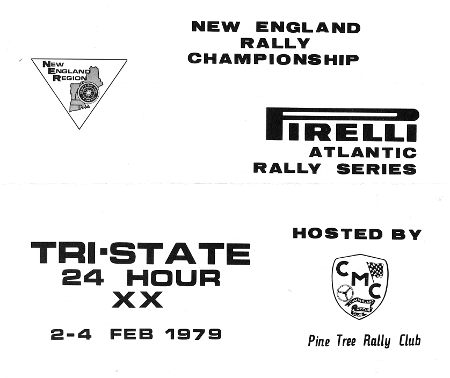 NEW ENGLAND
RALLY
CHAMPIONSHIP
NEW
ENGLAND
REGION
PIRELLI
ATLANTIC
RALLY SERIES
TRI-STATE
24 HOUR
XX
2-4 FEB 1979
HOSTED BY
CMC
Pine Tree Rally Club